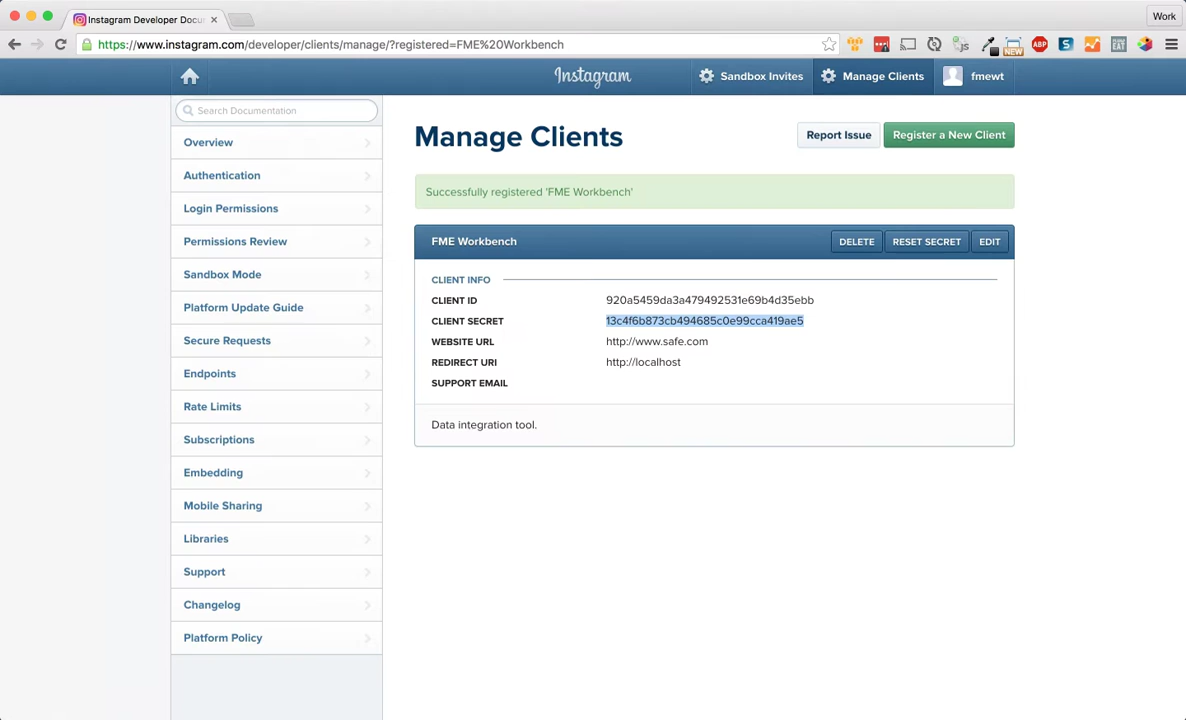 Instagram Developer Docu
Work
https://www.instagram.com/developer/clients/manage/?registered=FME%20Workbench
NEW
ABP
S
EAT
Instagram
Sandbox Invites
Manage Clients
fmewt
Search Documentation
Overview
Authentication
Login Permissions
Permissions Review
Sandbox Mode
Platform Update Guide
Secure Requests
Endpoints
Rate Limits
Subscriptions
Embedding
Mobile Sharing
Libraries
Support
Changelog
Platform Policy
Manage Clients
Report Issue
Register a New Client
Successfully registered 'FME Workbench'
FME Workbench
DELETE
RESET SECRET
EDIT
CLIENT INFO
CLIENT ID 920a5459da3a479492531e69b4d35ebb
CLIENT SECRET 13c4f6b873cb494685c0e99cca419ae5
WEBSITE URL http://www.safe.com
REDIRECT URI http://localhost
SUPPORT EMAIL
Data integration tool.